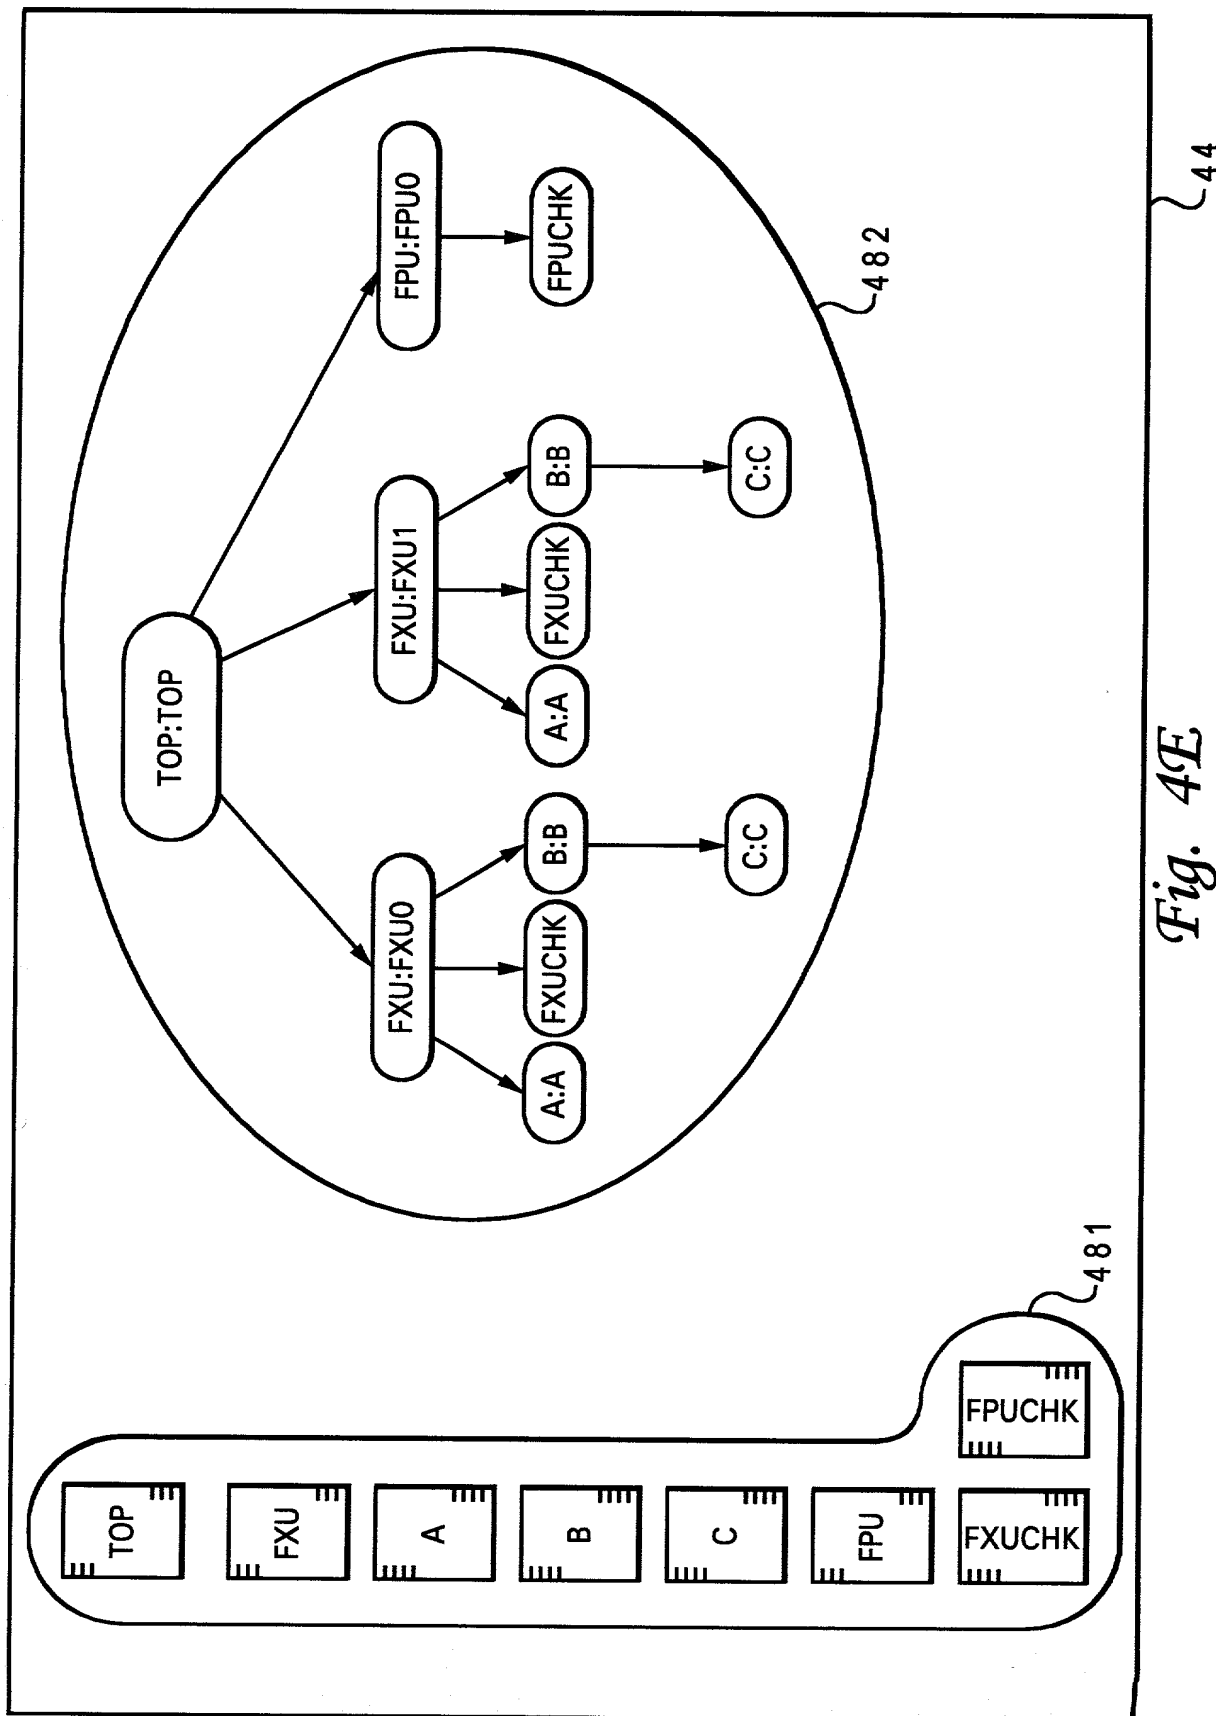 TOP
FXU
A
B
C
FPU
FXUCHK
FPUCHK
481
TOP:TOP
FXU:FXU0
FXU:FXU1
FPU:FPU0
A:A
FXUCHK
B:B
A:A
FXUCHK
B:B
FPUCHK
C:C
C:C
482
44
Fig. 4E